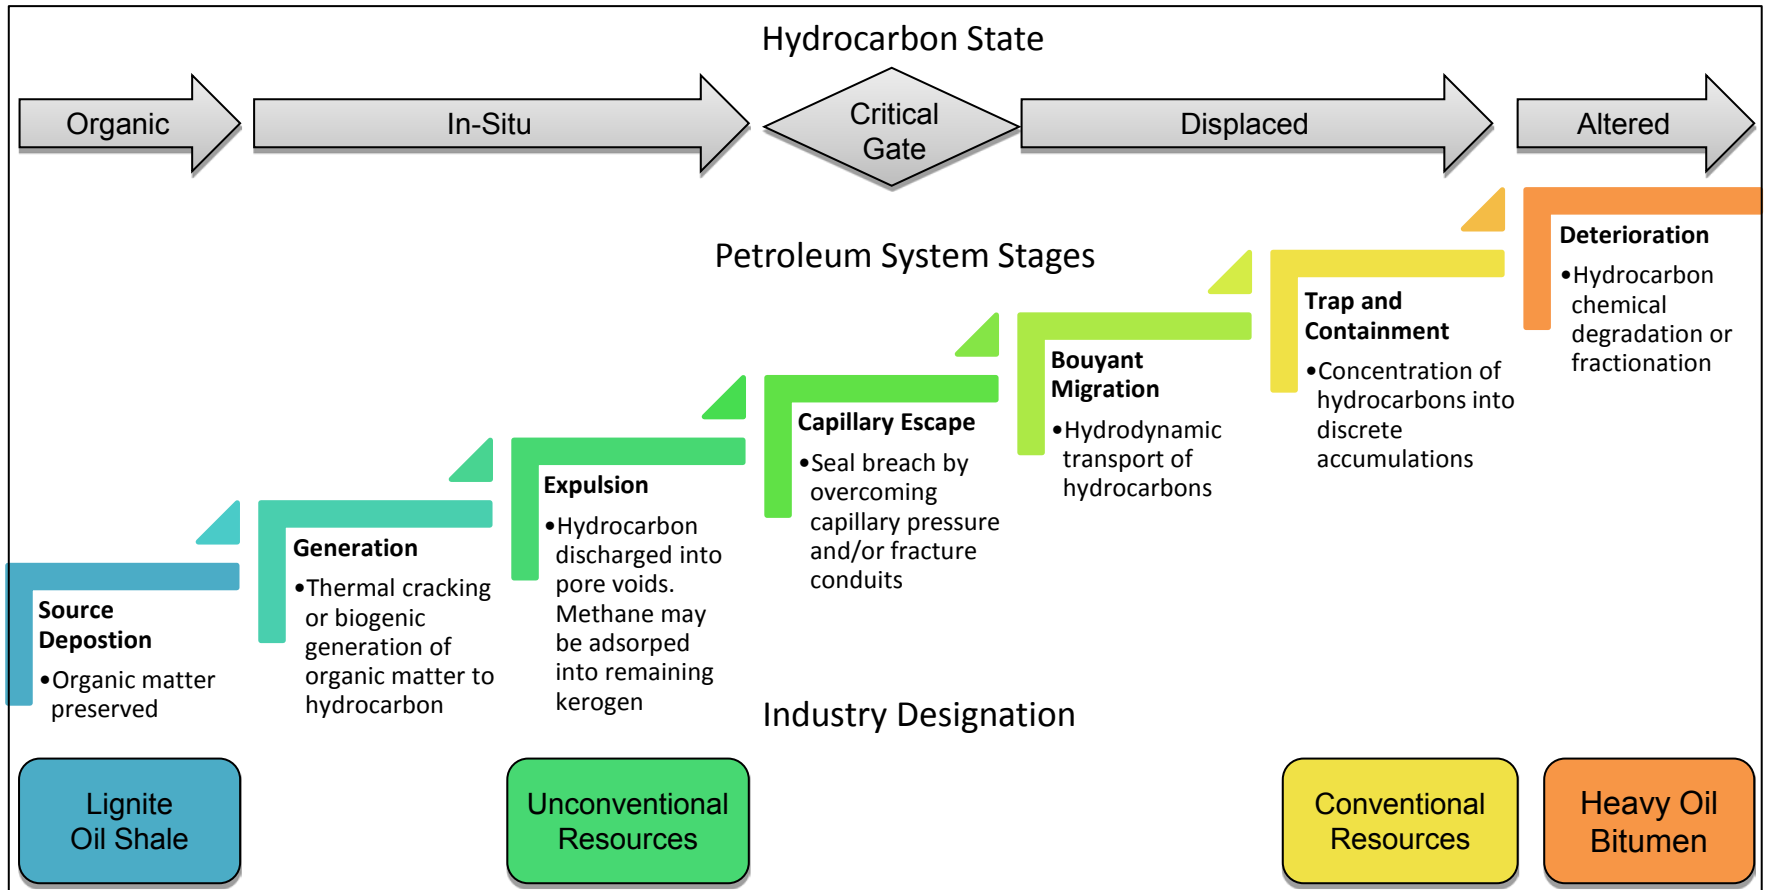 Hydrocarbon State
Organic
In-Situ
Critical
Gate
Displaced
Altered
Petroleum System Stages
Source
Depostion
•Organic matter
preserved
Generation
•Thermal cracking
or biogenic
generation of
organic matter to
hydrocarbon
Expulsion
•Hydrocarbon
discharged into
pore voids.
Methane may
be adsorped
into remaining
kerogen
Capillary Escape
•Seal breach by
overcoming
capillary pressure
and/or fracture
conduits
Bouyant
Migration
•Hydrodynamic
transport of
hydrocarbons
Trap and
Containment
•Concentration of
hydrocarbons into
discrete
accumulations
Deterioration
•Hydrocarbon
chemical
degradation or
fractionation
Industry Designation
Lignite
Oil Shale
Unconventional
Resources
Conventional
Resources
Heavy Oil
Bitumen